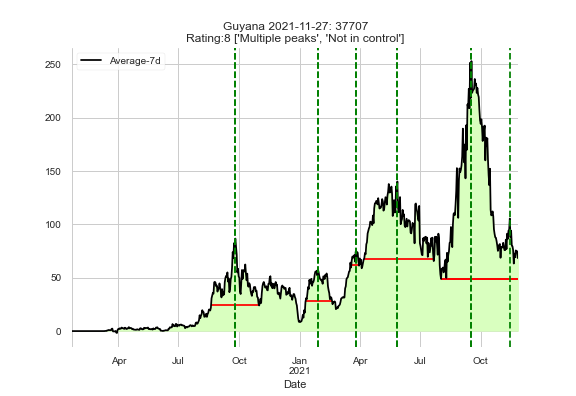 Guyana 2021-11-27: 37707
Rating:8 ['Multiple peaks', 'Not in control']
Average-7d
250
200
150
100
50
0
Apr Jul Oct Jan Apr Jul Oct
2021
Date